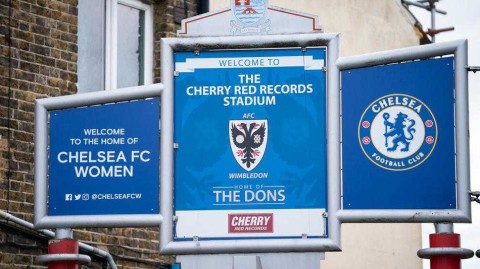 WELCOME TO THE HOME OF
CHELSEA FC
WOMEN
@CHELSEAFCW
WELCOME TO
THE
CHERRY RED RECORDS
STADIUM
AFC
WIMBLEDON
HOME OF
THE DONS
CHERRY
RED RECORDS
CHELSEA
FOOTBALL CLUB